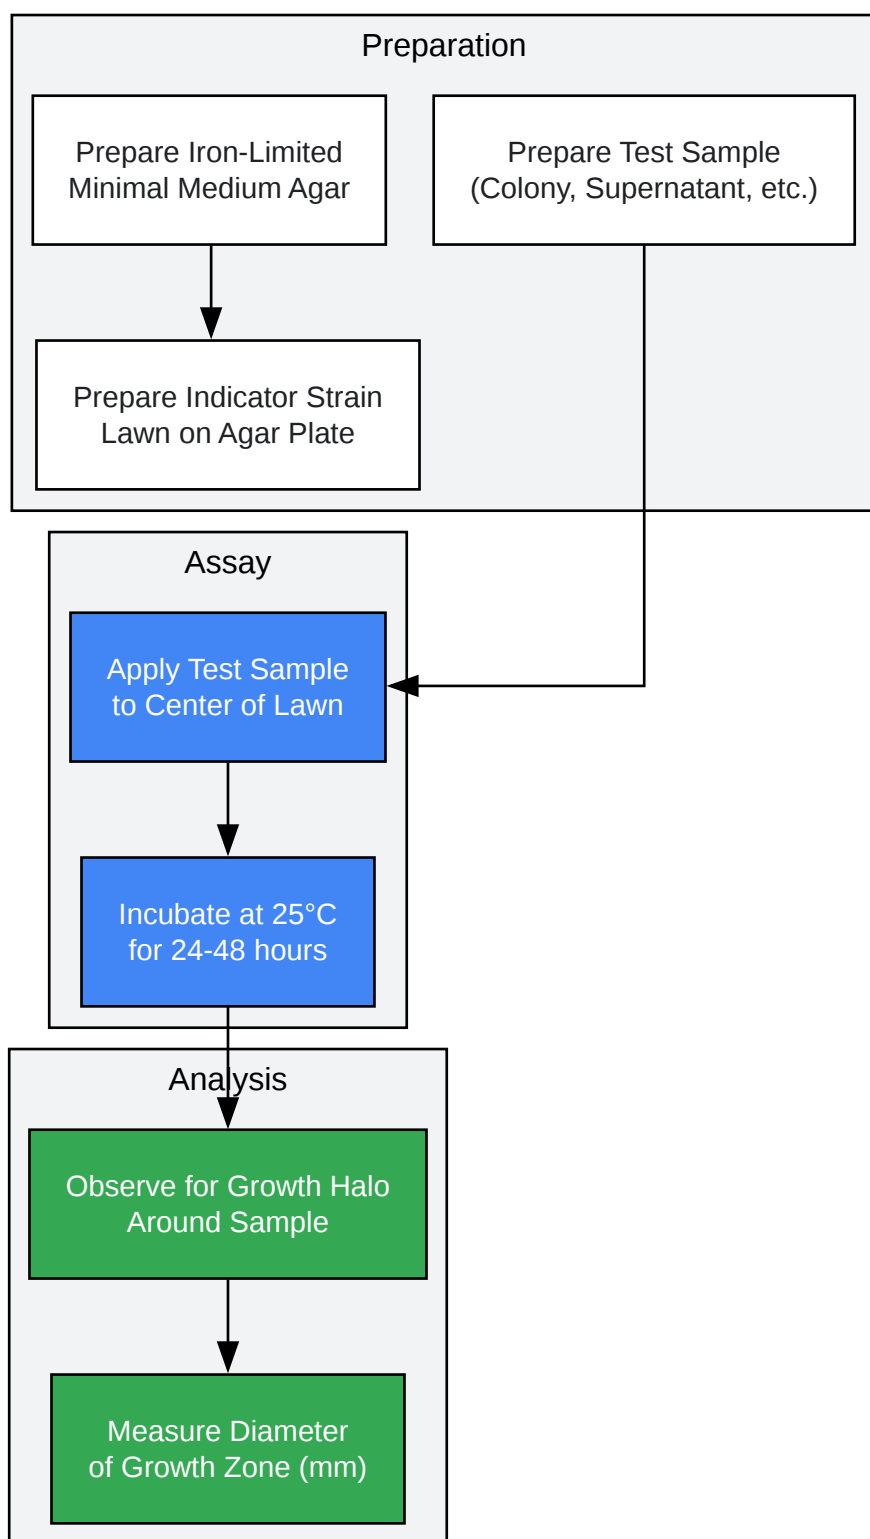 Preparation
Prepare Iron-Limited
Minimal Medium Agar
Prepare Test Sample
(Colony, Supernatant, etc.)
Prepare Indicator Strain
Lawn on Agar Plate
Assay
Apply Test Sample
to Center of Lawn
Incubate at 25°C
for 24-48 hours
Analysis
Observe for Growth Halo
Around Sample
Measure Diameter
of Growth Zone (mm)